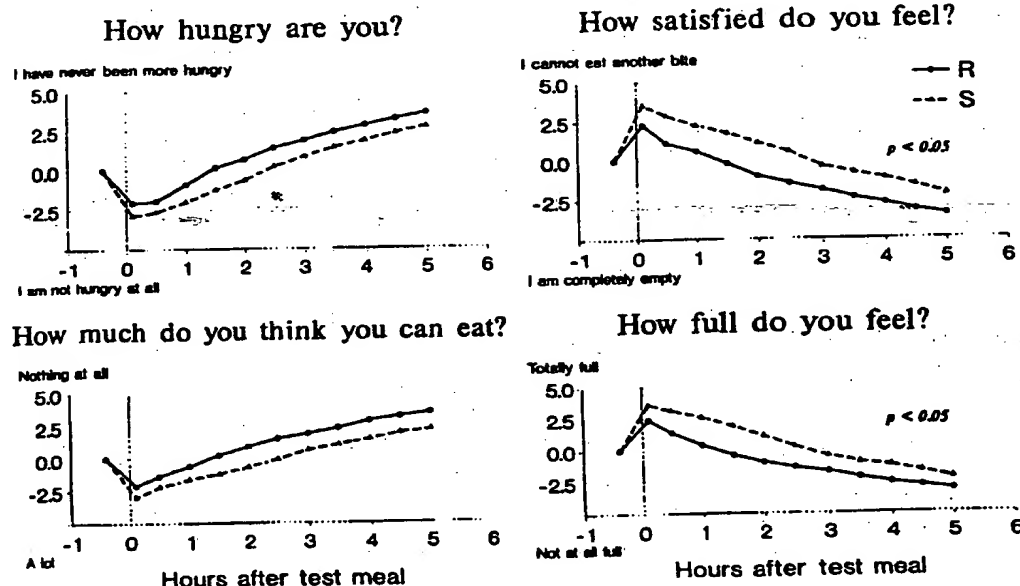 How hungry are you?
I have never been more hungry
5.0
2.5
0.0
-2.5
-1 0 1 2 3 4 5 6
I am not hungry at all
How satisfied do you feel?
I cannot eat another bite
R
S
5.0
2.5
0.0
-2.5
p < 0.05
-1 0 1 2 3 4 5 6
I am completely empty
How much do you think you can eat?
Nothing at all
5.0
2.5
0.0
-2.5
-1 0 1 2 3 4 5 6
A lot
Hours after test meal
How full do you feel?
Totally full
5.0
2.5
0.0
-2.5
p < 0.05
-1 0 1 2 3 4 5 6
Not at all full
Hours after test meal